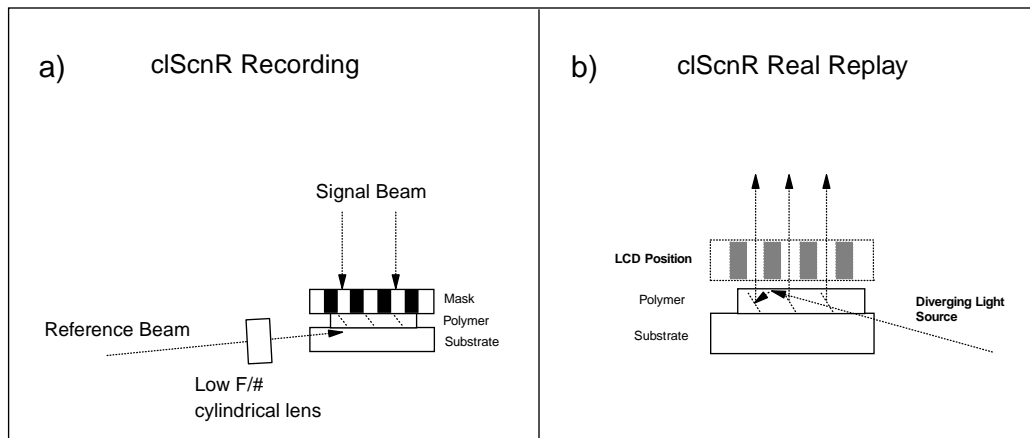 a)
clScnR Recording
Signal Beam
Mask
Polymer
Substrate
Reference Beam
Low F/#
cylindrical lens
b)
clScnR Real Replay
LCD Position
Polymer
Substrate
Diverging Light
Source